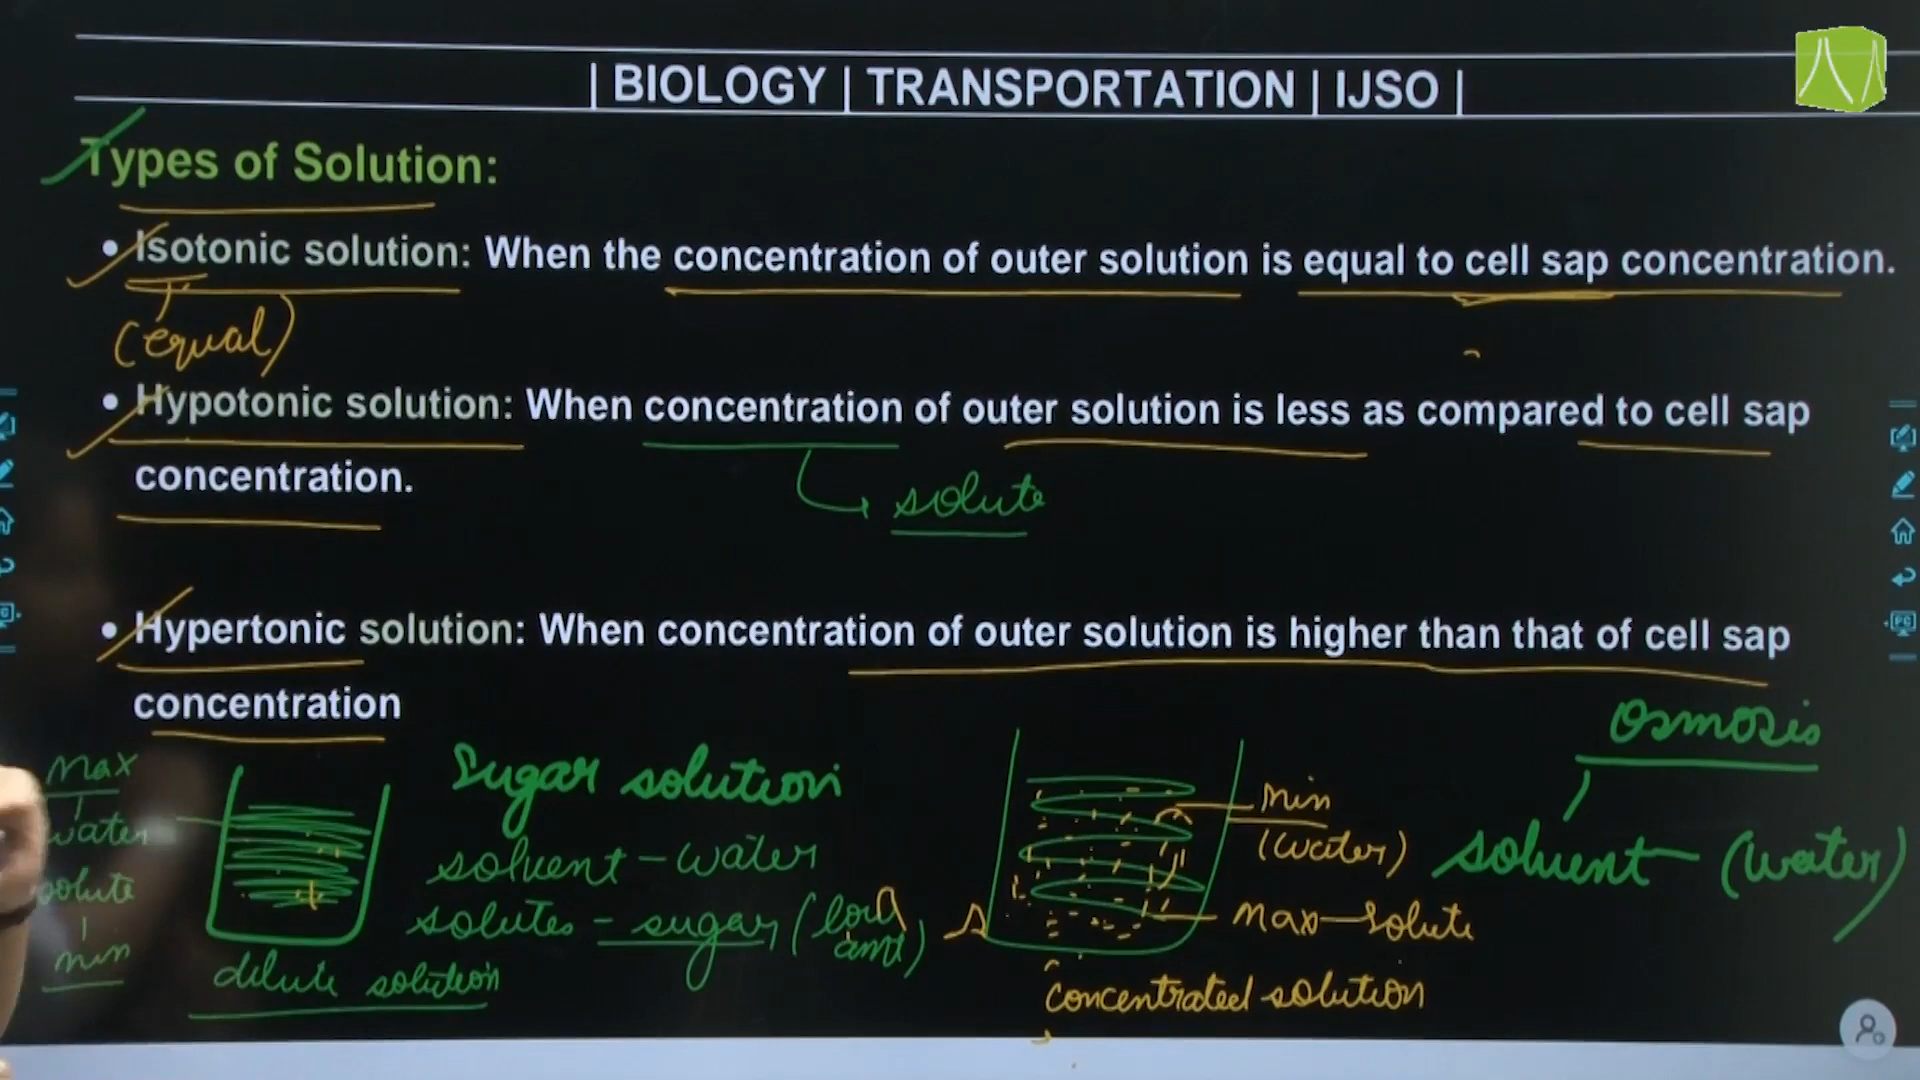 | BIOLOGY | TRANSPORTATION | IJSO |
Types of Solution:
• Isotonic solution: When the concentration of outer solution is equal to cell sap concentration.
(equal)
• Hypotonic solution: When concentration of outer solution is less as compared to cell sap
concentration.
solute
• Hypertonic solution: When concentration of outer solution is higher than that of cell sap
concentration
Osmosis
solvent - (water)
Max
water
solute
min
dilute solution
Sugar solution
solvent - water
solutes - sugar (low
amt)
Min
(water)
Max - Solute
concentrated solution
PC